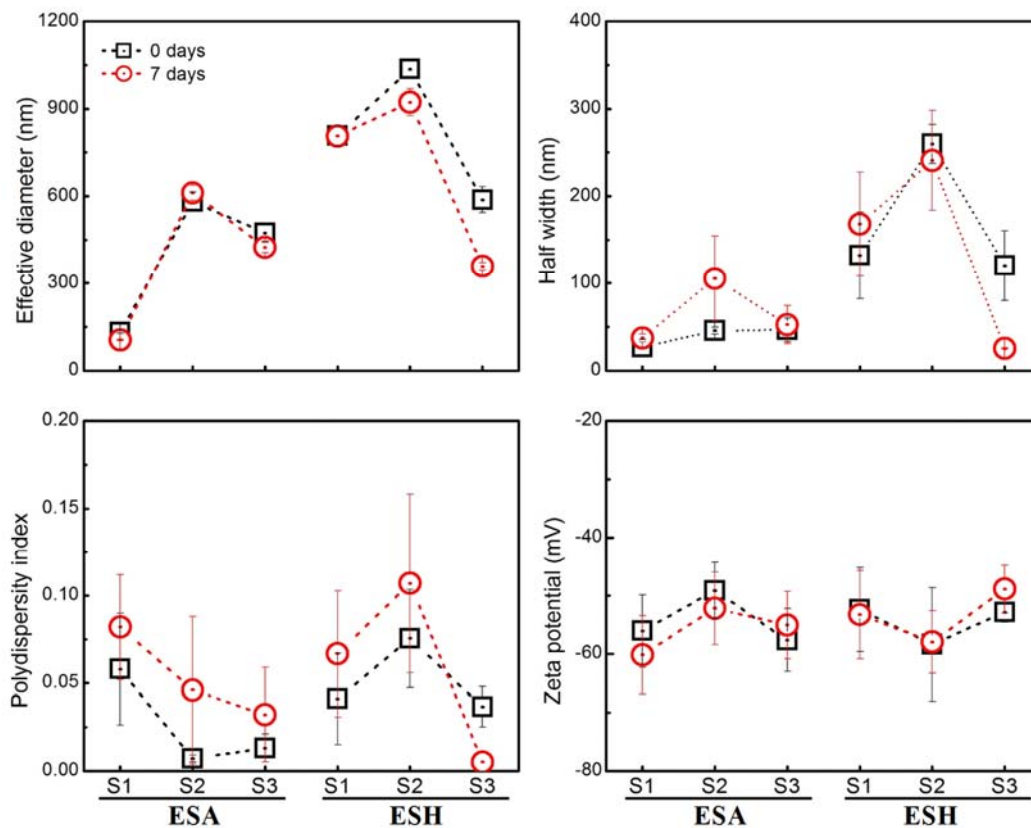 1200
900
600
300
0
Effective diameter (nm)
0 days
7 days
400
300
200
100
0
Half width (nm)
0.20
0.15
0.10
0.05
0.00
Polydispersity index
S1 S2 S3 S1 S2 S3
ESA ESH
-20
-40
-60
-80
Zeta potential (mV)
S1 S2 S3 S1 S2 S3
ESA ESH